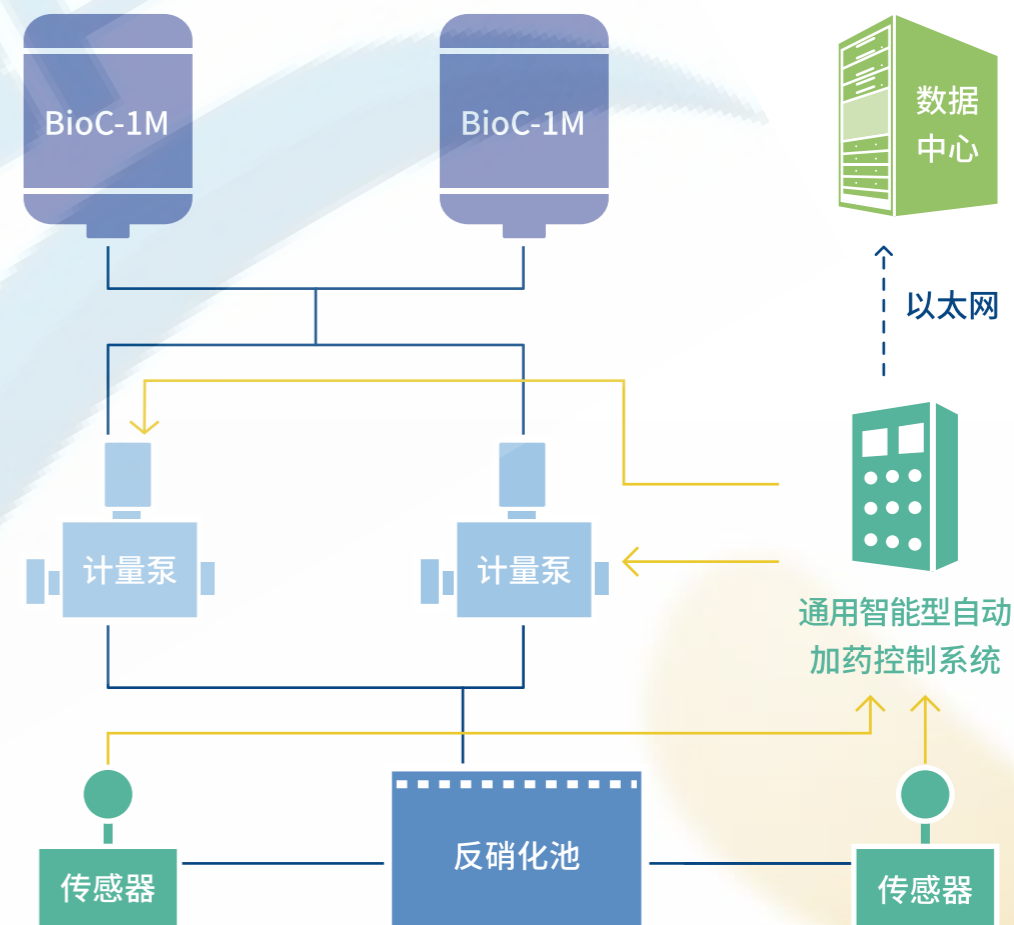 BioC-1M
BioC-1M
数据
中心
以太网
计量泵
计量泵
通用智能型自动
加药控制系统
反硝化池
传感器
传感器